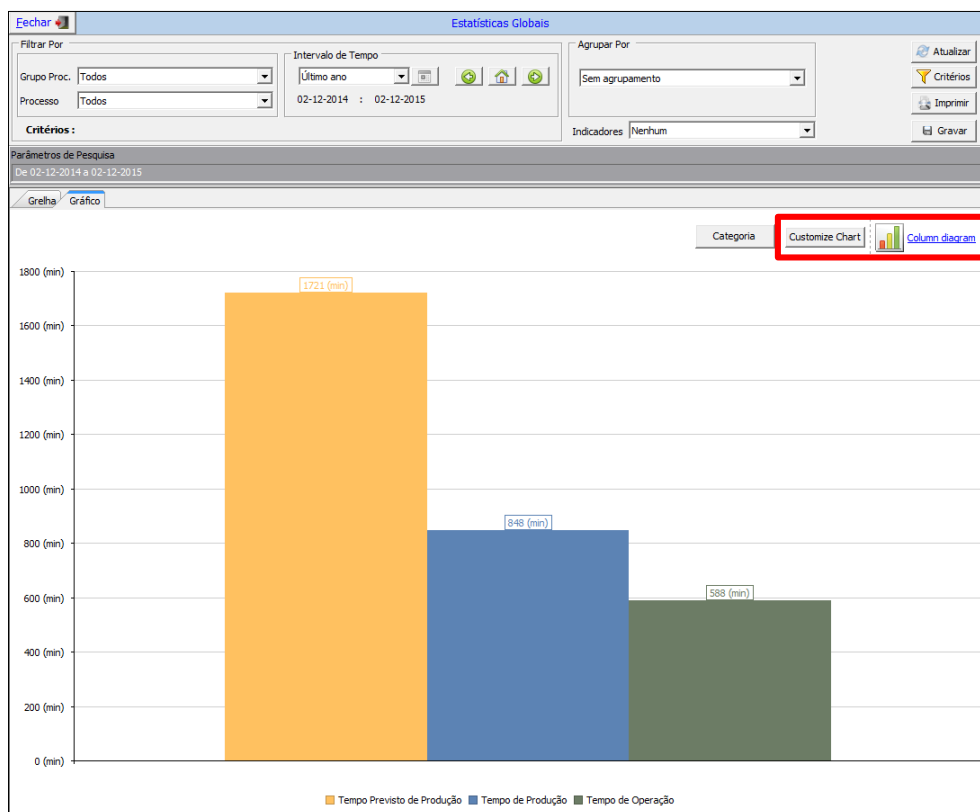 Fechar
Estatísticas Globais
Filtrar Por
Grupo Proc. Todos
Processo Todos
Critérios :
Intervalo de Tempo
Último ano
02-12-2014 : 02-12-2015
Agrupar Por
Sem agrupamento
Indicadores Nenhum
Atualizar
Critérios
Imprimir
Gravar
Parâmetros de Pesquisa
De 02-12-2014 a 02-12-2015
Grelha Gráfico
Categoria Customize Chart Column diagram
1800 (min)
1600 (min)
1400 (min)
1200 (min)
1000 (min)
800 (min)
600 (min)
400 (min)
200 (min)
0 (min)
1721 (min)
848 (min)
588 (min)
Tempo Previsto de Produção Tempo de Produção Tempo de Operação